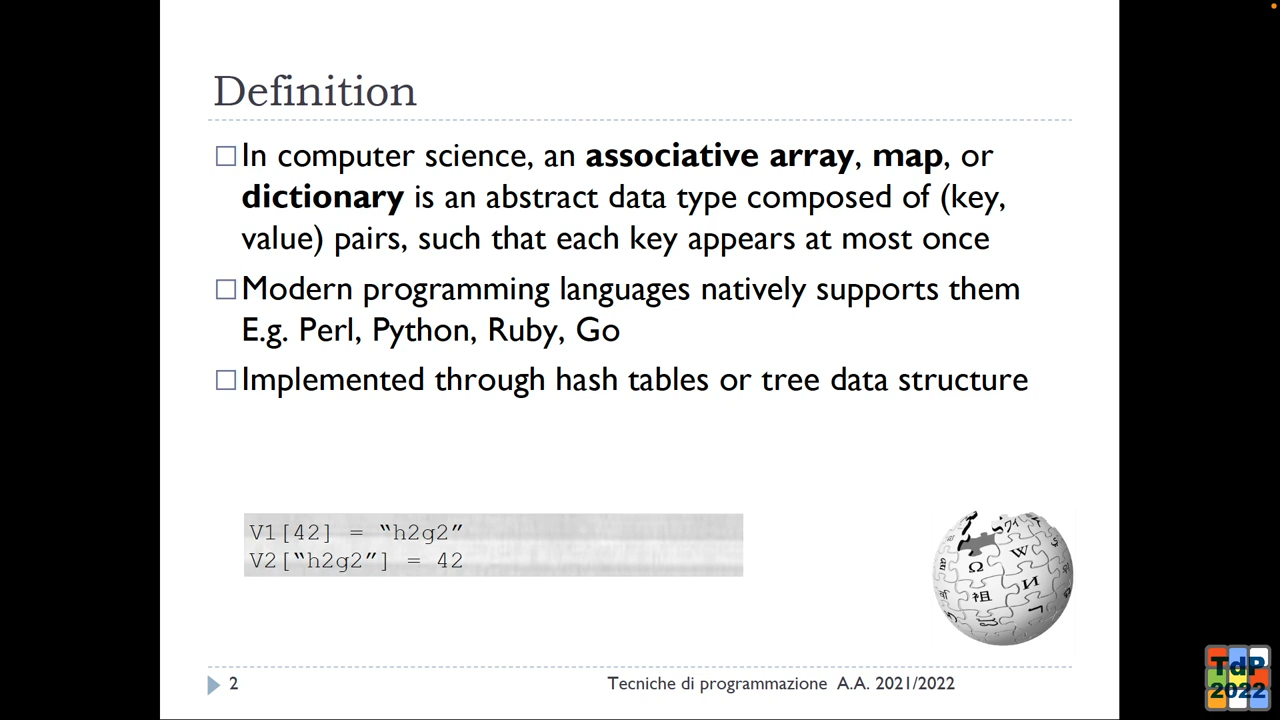 Definition
In computer science, an associative array, map, or
dictionary is an abstract data type composed of (key,
value) pairs, such that each key appears at most once
Modern programming languages natively supports them
E.g. Perl, Python, Ruby, Go
Implemented through hash tables or tree data structure
V1[42] = “h2g2”
V2[“h2g2”] = 42
Ω W
祖 И
2
Tecniche di programmazione A.A. 2021/2022
TdP
2022